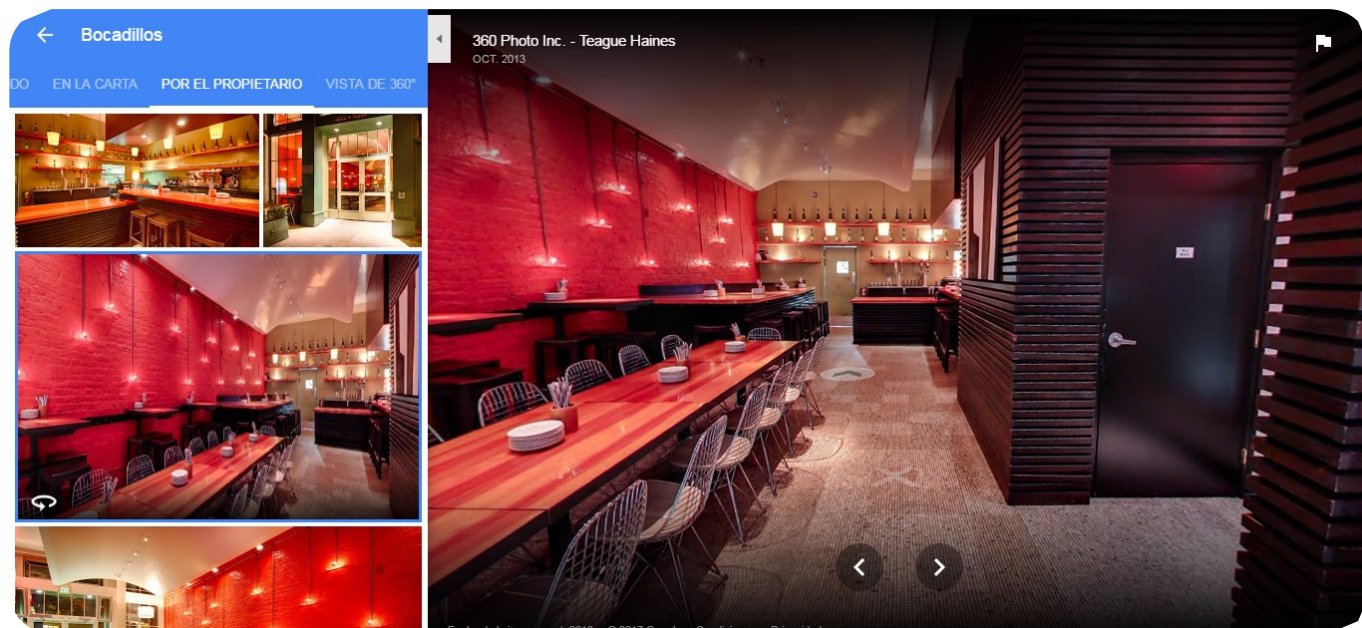 Bocadillos
DO EN LA CARTA POR EL PROPIETARIO VISTA DE 360°
360 Photo Inc. - Teague Haines
OCT. 2013